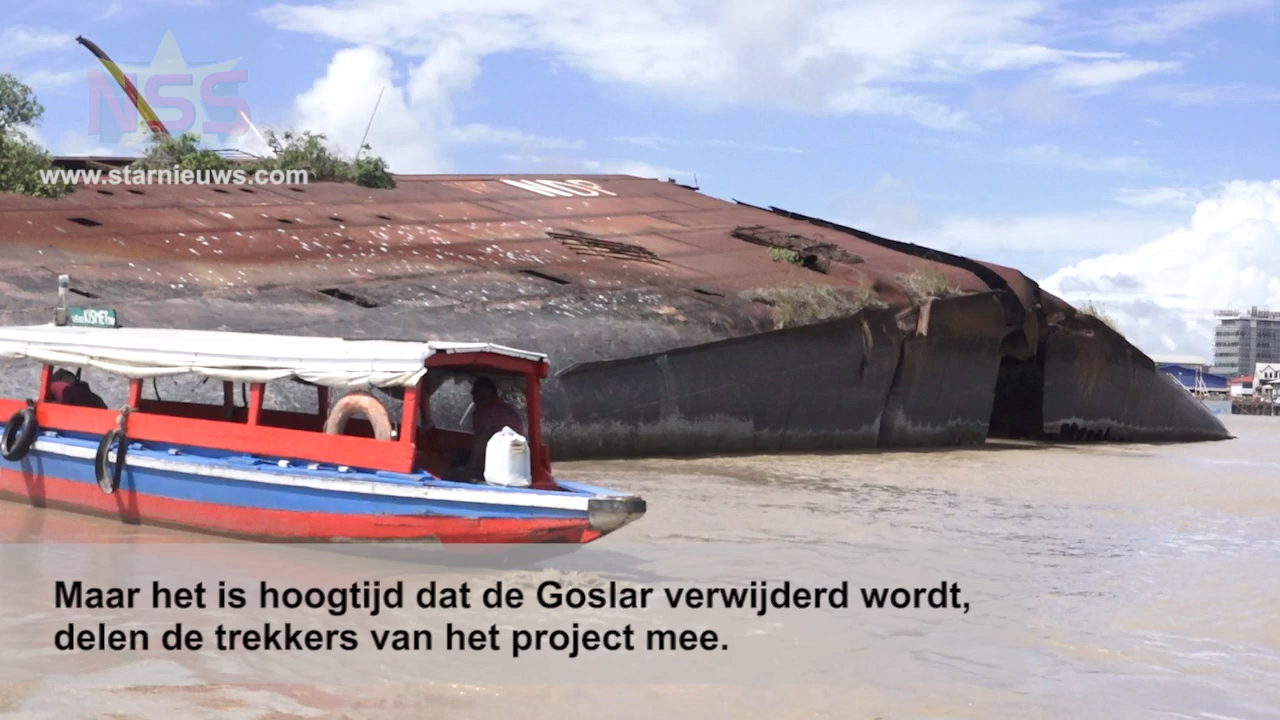 NSS
www.starnieuws.com
KISMET
Maar het is hoogtijd dat de Goslar verwijderd wordt,
delen de trekkers van het project mee.